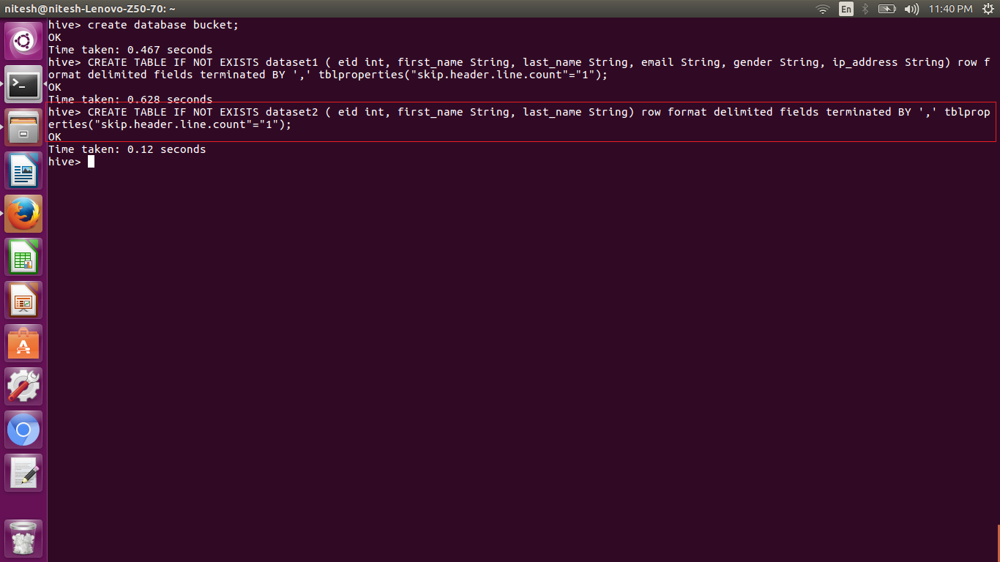 nitesh@nitesh-Lenovo-Z50-70: ~
En
11:40 PM
hive> create database bucket;
OK
Time taken: 0.467 seconds
hive> CREATE TABLE IF NOT EXISTS dataset1 ( eid int, first_name String, last_name String, email String, gender String, ip_address String) row f
ormat delimited fields terminated BY ',' tblproperties("skip.header.line.count"="1");
OK
Time taken: 0.628 seconds
hive> CREATE TABLE IF NOT EXISTS dataset2 ( eid int, first_name String, last_name String) row format delimited fields terminated BY ',' tblprop
erties("skip.header.line.count"="1");
OK
Time taken: 0.12 seconds
hive>